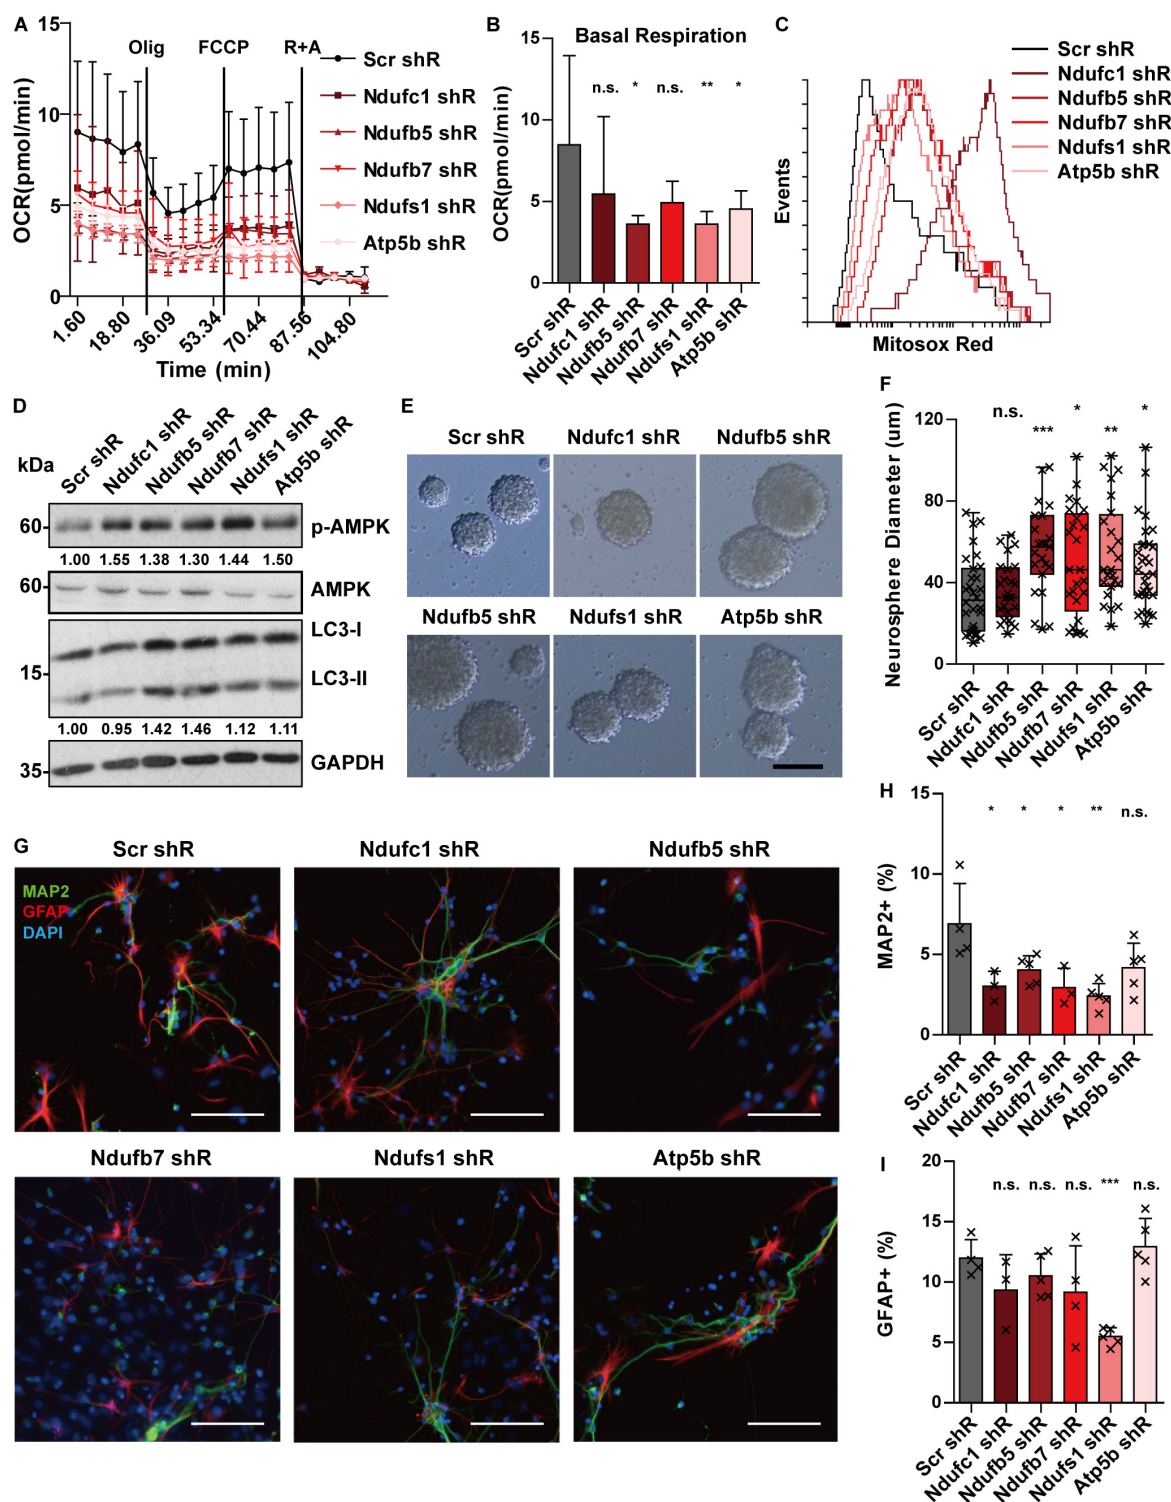 A
OCR(pmol/min)
15
10
5
0
Olig
FCCP
R+A
1.60
18.80
36.09
53.34
70.44
87.56
104.80
Time (min)
Scr shR
Ndufc1 shR
Ndufb5 shR
Ndufb7 shR
Ndufs1 shR
Atp5b shR
B
Basal Respiration
OCR(pmol/min)
15
10
5
0
n.s.
*
n.s.
**
*
Scr shR
Ndufc1 shR
Ndufb5 shR
Ndufb7 shR
Ndufs1 shR
Atp5b shR
C
Events
Mitosox Red
Scr shR
Ndufc1 shR
Ndufb5 shR
Ndufb7 shR
Ndufs1 shR
Atp5b shR
D
kDa
Scr shR
Ndufc1 shR
Ndufb5 shR
Ndufb7 shR
Ndufs1 shR
Atp5b shR
60
p-AMPK
1.00 1.55 1.38 1.30 1.44 1.50
60
AMPK
LC3-I
15
LC3-II
1.00 0.95 1.42 1.46 1.12 1.11
35
GAPDH
E
Scr shR
Ndufc1 shR
Ndufb5 shR
Ndufb5 shR
Ndufs1 shR
Atp5b shR
F
Neurosphere Diameter (um)
120
80
40
0
n.s.
***
*
**
*
Scr shR
Ndufc1 shR
Ndufb5 shR
Ndufb7 shR
Ndufs1 shR
Atp5b shR
G
Scr shR
Ndufc1 shR
Ndufb5 shR
MAP2
GFAP
DAPI
Ndufb7 shR
Ndufs1 shR
Atp5b shR
H
MAP2+ (%)
15
10
5
0
*
*
*
**
n.s.
Scr shR
Ndufc1 shR
Ndufb5 shR
Ndufb7 shR
Ndufs1 shR
Atp5b shR
I
GFAP+ (%)
20
15
10
5
0
n.s.
n.s.
n.s.
***
n.s.
Scr shR
Ndufc1 shR
Ndufb5 shR
Ndufb7 shR
Ndufs1 shR
Atp5b shR